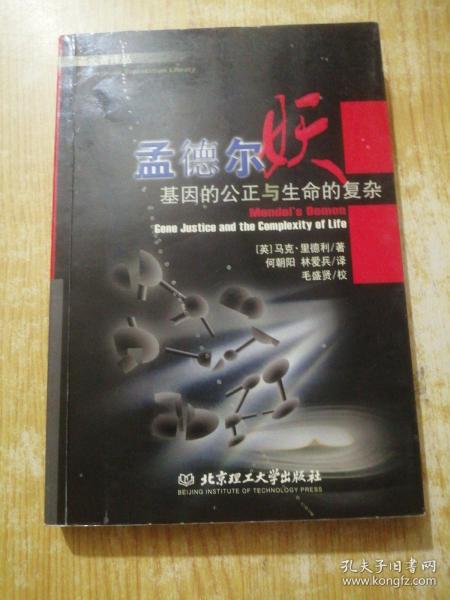 译丛
孟德尔妖
基因的公正与生命的复杂
Mendel's Demon
Gene Justice and the Complexity of Life
[英]马克·里德利/著
何朝阳 林爱兵/译
毛盛贤/校
北京理工大学出版社
BEIJING INSTITUTE OF TECHNOLOGY PRESS
孔夫子旧书网
www.kongfz.com